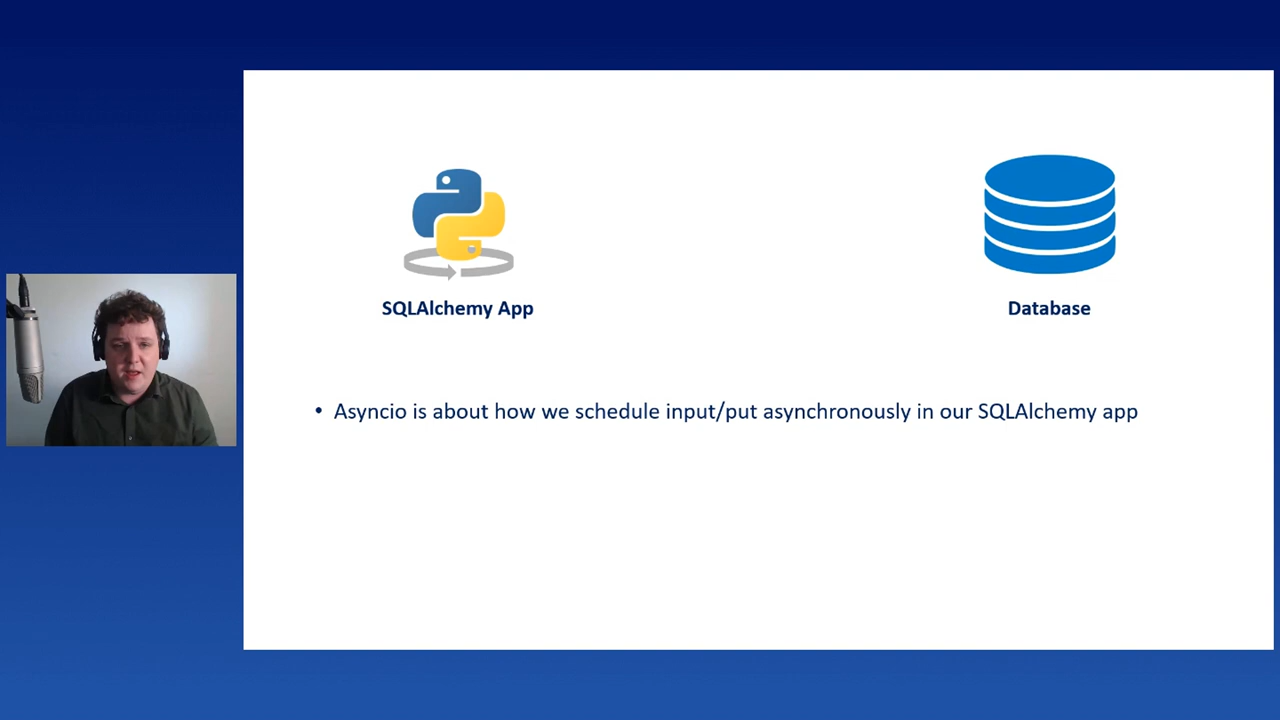 SQLAlchemy App
Database
• Asyncio is about how we schedule input/put asynchronously in our SQLAlchemy app